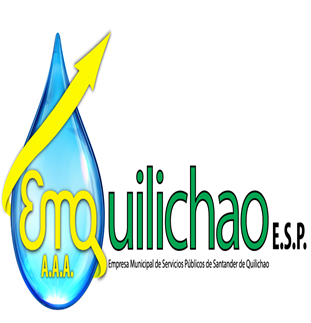 EmQuilichao E.S.P.
A.A.A.
Empresa Municipal de Servicios Públicos de Santander de Quilichao